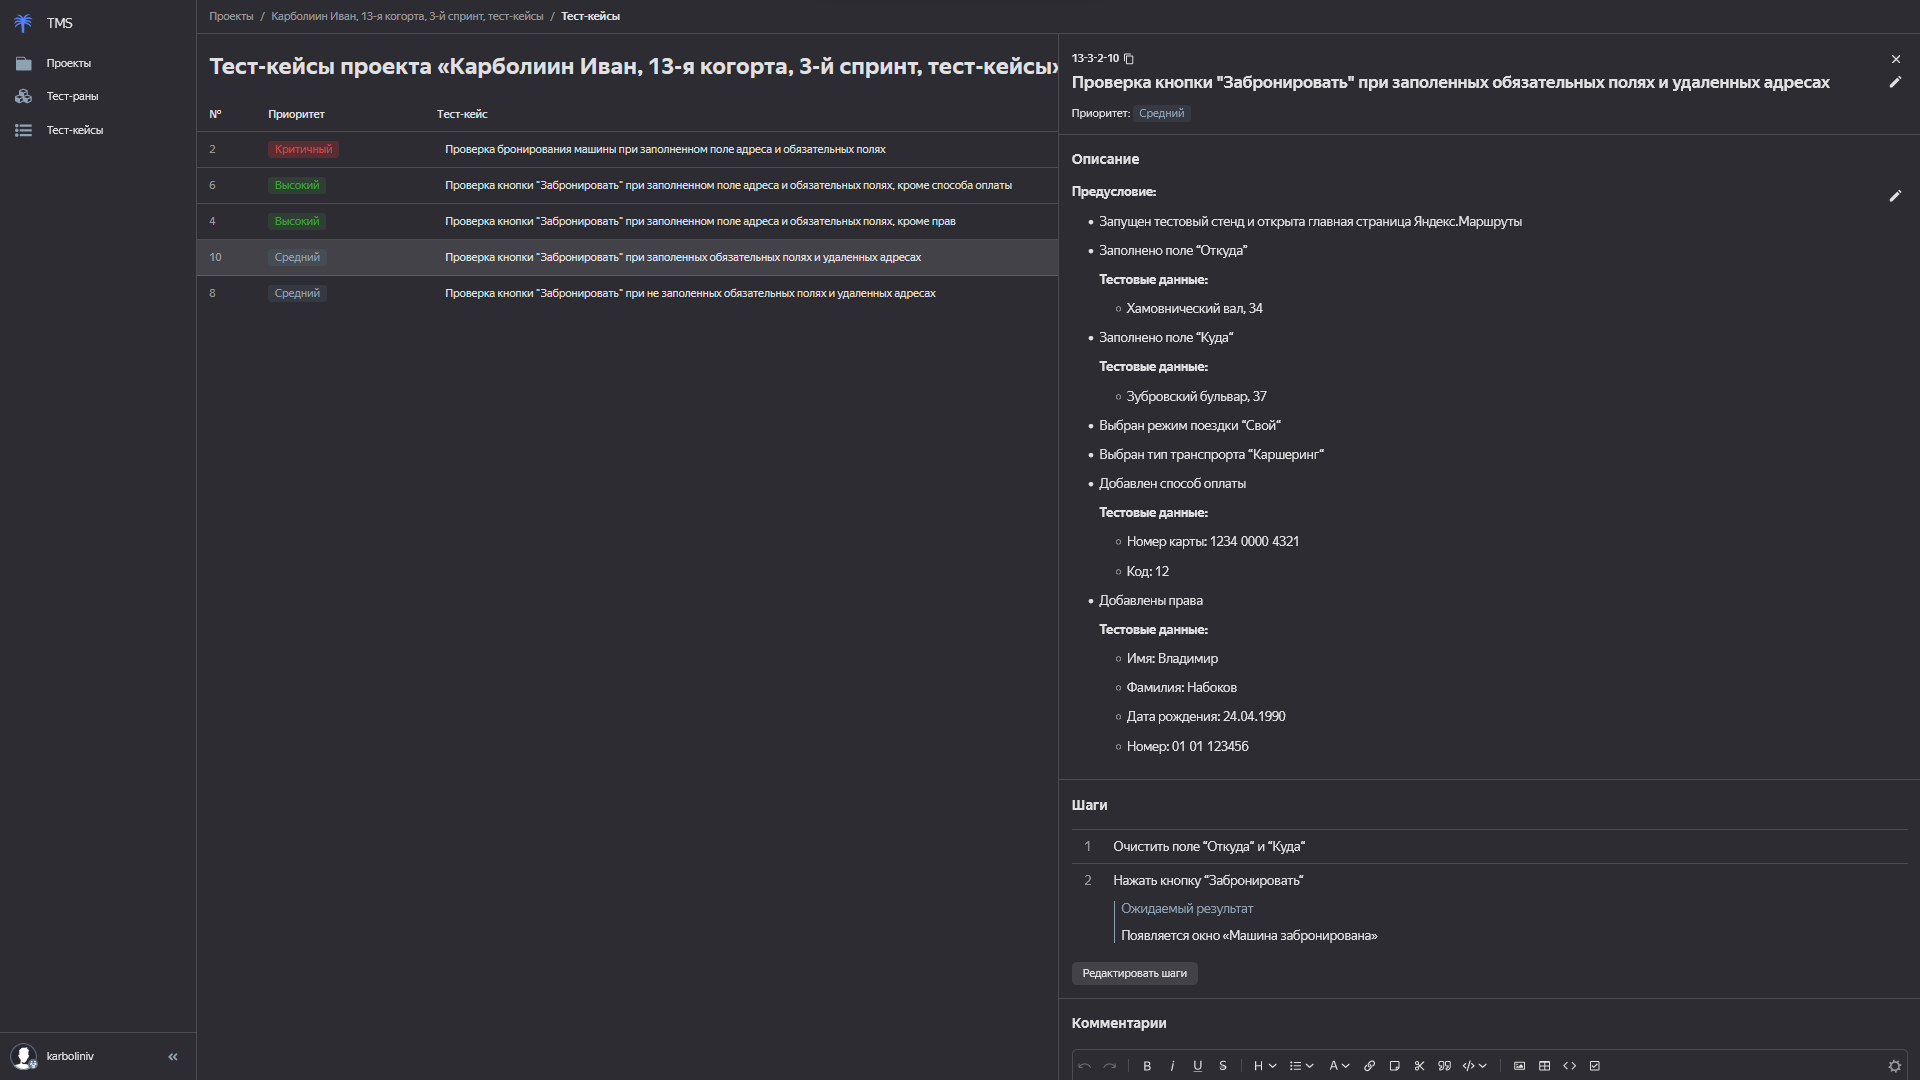 TMS
Проекты
Тест-раны
Тест-кейсы
karboliniv
Проекты / Карболиин Иван, 13-я когорта, 3-й спринт, тест-кейсы / Тест-кейсы
Тест-кейсы проекта «Карболиин Иван, 13-я когорта, 3-й спринт, тест-кейсы»
№ Приоритет Тест-кейс
2 Критичный Проверка бронирования машины при заполненном поле адреса и обязательных полях
6 Высокий Проверка кнопки "Забронировать" при заполненном поле адреса и обязательных полях, кроме способа оплаты
4 Высокий Проверка кнопки "Забронировать" при заполненном поле адреса и обязательных полях, кроме прав
10 Средний Проверка кнопки "Забронировать" при заполенных обязательных полях и удаленных адресах
8 Средний Проверка кнопки "Забронировать" при не заполенных обязательных полях и удаленных адресах
13-3-2-10
Проверка кнопки "Забронировать" при заполенных обязательных полях и удаленных адресах
Приоритет: Средний
Описание
Предусловие:
Запущен тестовый стенд и открыта главная страница Яндекс.Маршруты
Заполнено поле “Откуда”
Тестовые данные:
Хамовнический вал, 34
Заполнено поле “Куда“
Тестовые данные:
Зубровский бульвар, 37
Выбран режим поездки “Свой“
Выбран тип транспрорта “Каршеринг“
Добавлен способ оплаты
Тестовые данные:
Номер карты: 1234 0000 4321
Код: 12
Добавлены права
Тестовые данные:
Имя: Владимир
Фамилия: Набоков
Дата рождения: 24.04.1990
Номер: 01 01 123456
Шаги
1 Очистить поле “Откуда“ и “Куда“
2 Нажать кнопку “Забронировать“
Ожидаемый результат
Появляется окно «Машина забронирована»
Редактировать шаги
Комментарии
B i U S H A